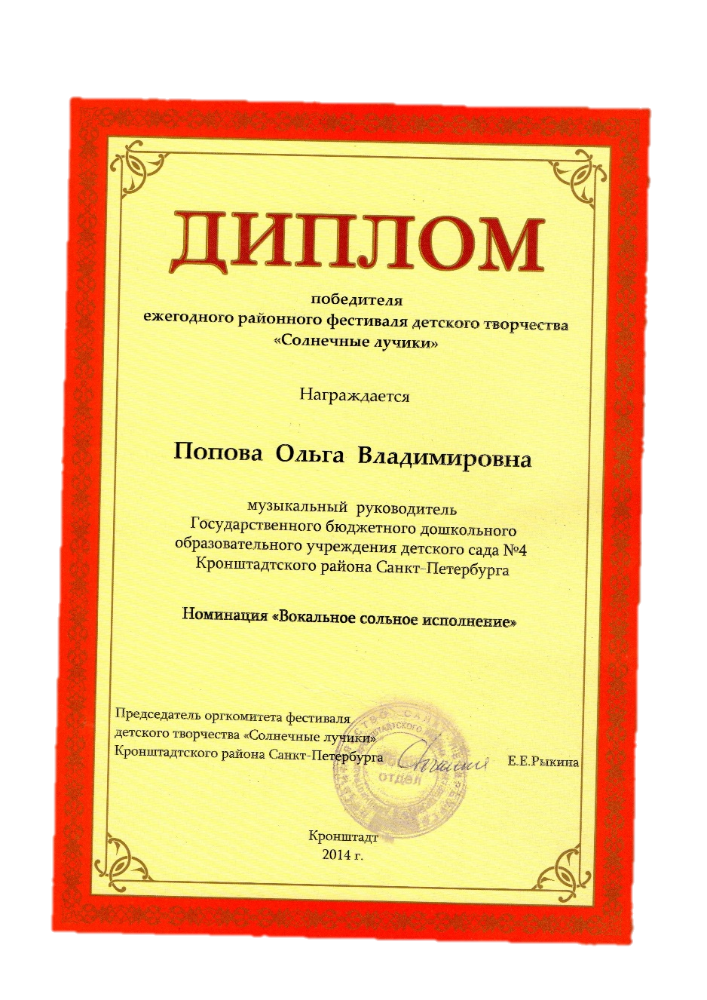 ДИПЛОМ
победителя
ежегодного районного фестиваля детского творчества
«Солнечные лучики»
Награждается
Попова Ольга Владимировна
музыкальный руководитель
Государственного бюджетного дошкольного
образовательного учреждения детского сада №4
Кронштадтского района Санкт-Петербурга
Номинация «Вокальное сольное исполнение»
Председатель оргкомитета фестиваля
детского творчества «Солнечные лучики»
Кронштадтского района Санкт-Петербурга
Е.Е.Рыкина
отдел
Кронштадт
2014 г.